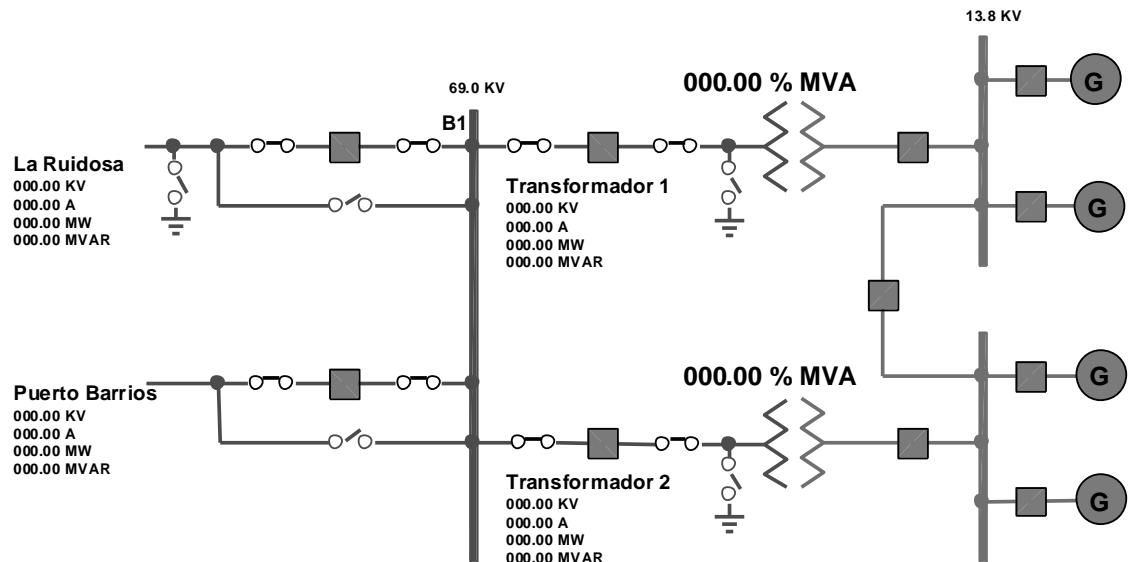 13.8 KV
69.0 KV
000.00 % MVA
B1
G
La Ruidosa
000.00 KV
000.00 A
000.00 MW
000.00 MVAR
Transformador 1
000.00 KV
000.00 A
000.00 MW
000.00 MVAR
G
Puerto Barrios
000.00 KV
000.00 A
000.00 MW
000.00 MVAR
000.00 % MVA
G
Transformador 2
000.00 KV
000.00 A
000.00 MW
000.00 MVAR
G